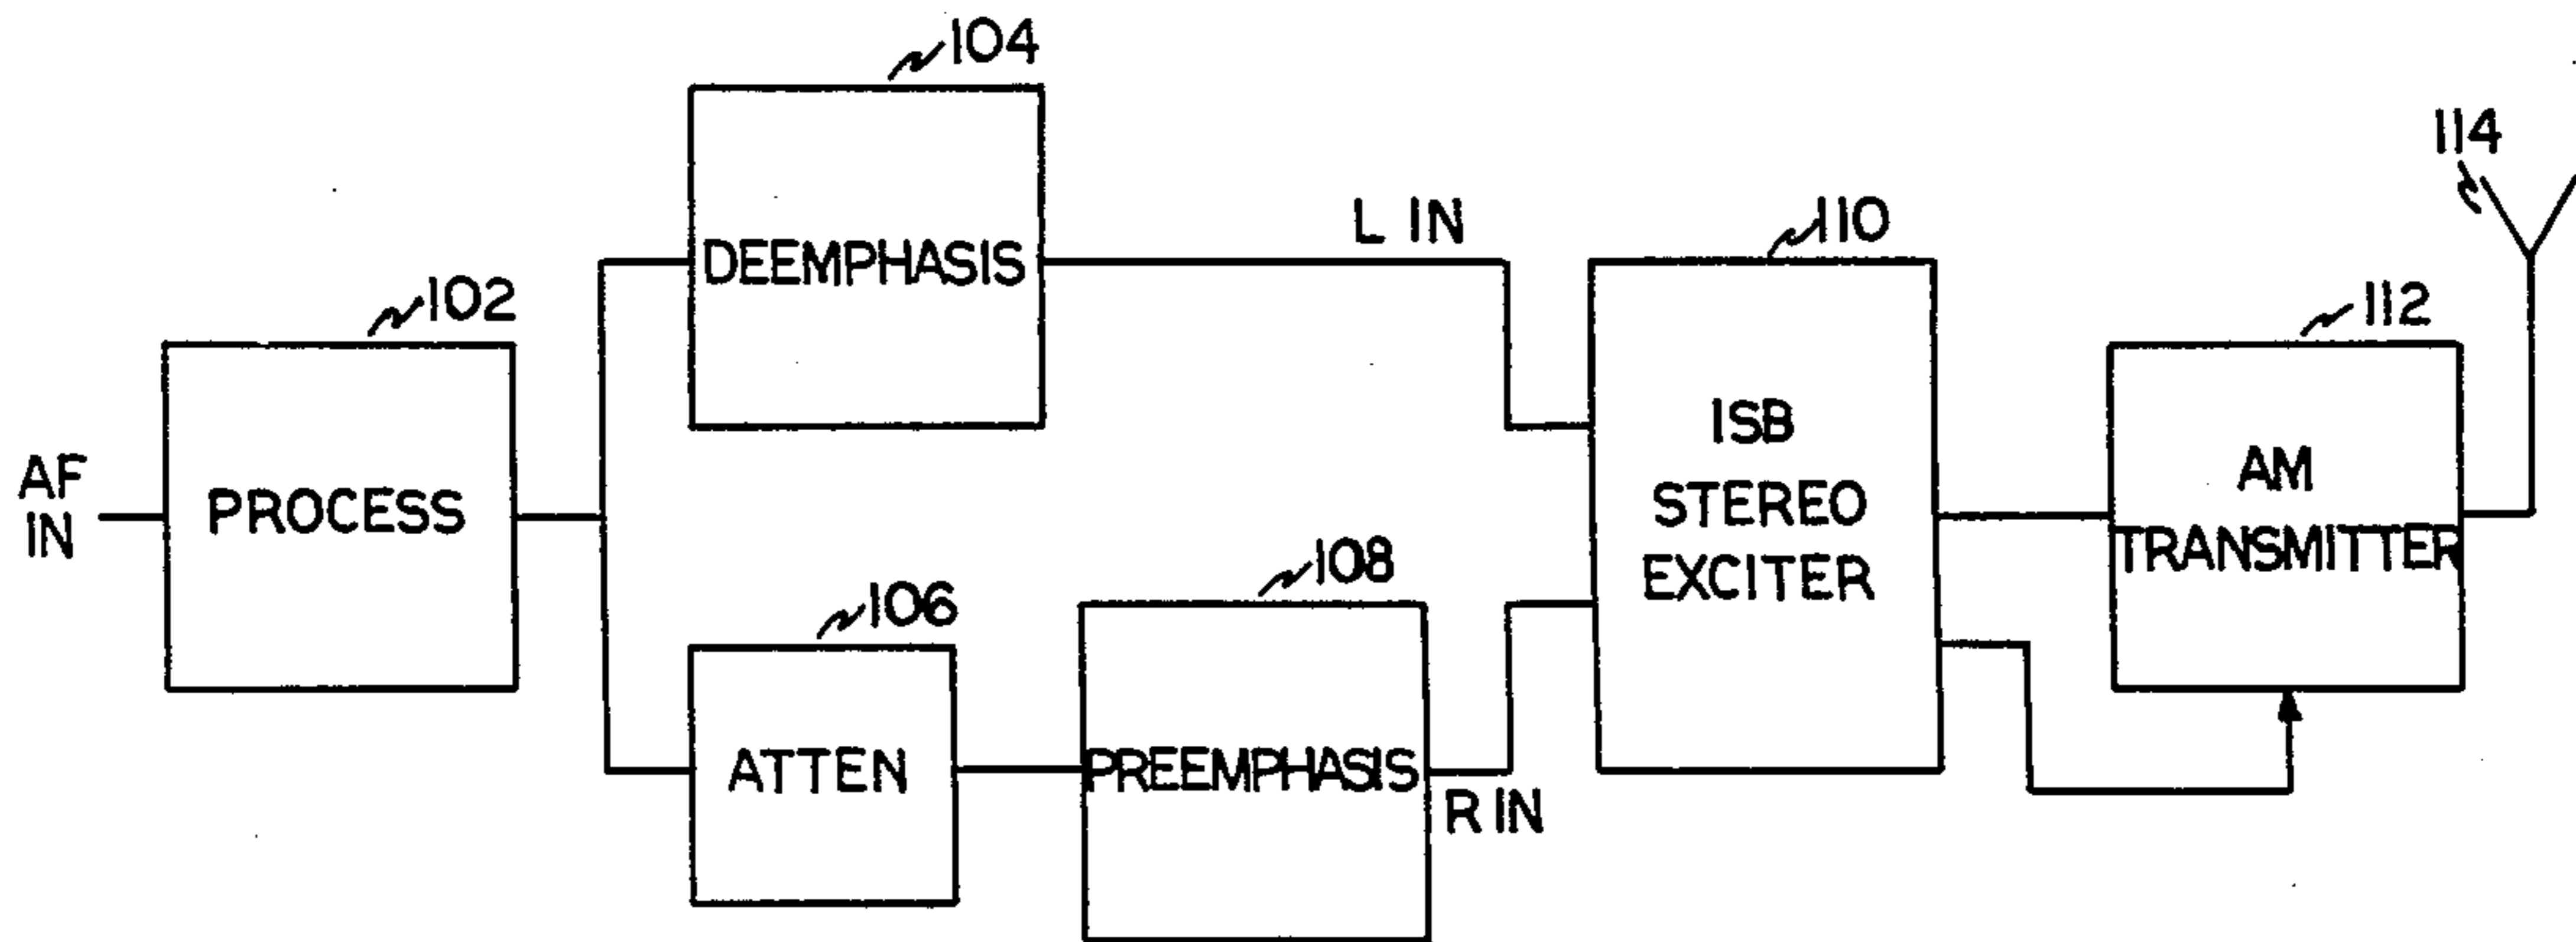 104
DEEMPHASIS
102
AF
IN
PROCESS
L IN
110
ISB
STEREO
EXCITER
114
112
AM
TRANSMITTER
106
ATTEN
108
PREEMPHASIS
R IN